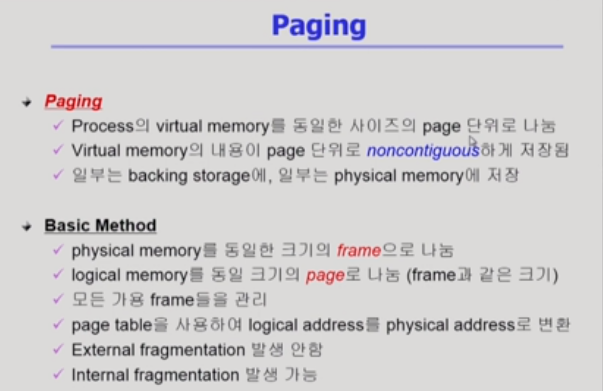 Paging
Paging
Process의 virtual memory를 동일한 사이즈의 page 단위로 나눔
Virtual memory의 내용이 page 단위로 noncontiguous하게 저장됨
일부는 backing storage에, 일부는 physical memory에 저장
Basic Method
physical memory를 동일한 크기의 frame으로 나눔
logical memory를 동일 크기의 page로 나눔 (frame과 같은 크기)
모든 가용 frame들을 관리
page table을 사용하여 logical address를 physical address로 변환
External fragmentation 발생 안함
Internal fragmentation 발생 가능